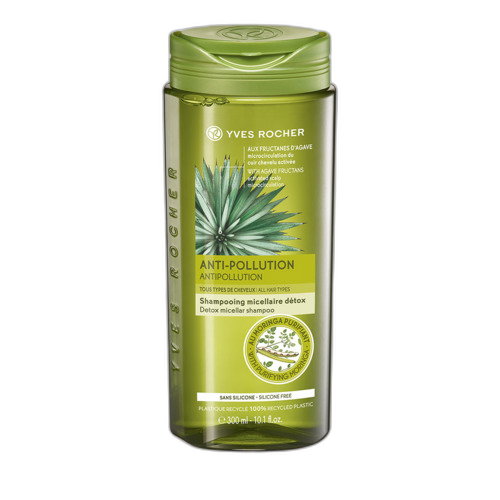 YVES ROCHER
AUX FRUCTANES D'AGAVE
microcirculation du
cuir chevelu activée
WITH AGAVE FRUCTANS
activated scalp
microcirculation
ANTI-POLLUTION
ANTIPOLLUTION
TOUS TYPES DE CHEVEUX / ALL HAIR TYPES
Shampooing micellaire détox
Detox micellar shampoo
AU MORINGA PURIFIANT
WITH PURIFYING MORINGA
SANS SILICONE - SILICONE FREE
PLASTIQUE RECYCLÉ 100% RECYCLED PLASTIC
℮ 300 ml - 10.1 fl.oz.
YVES ROCHER